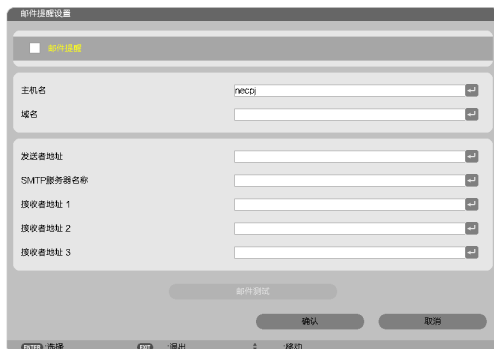 邮件提醒设置
邮件提醒
主机名 necpj
域名
发送者地址
SMTP服务器名称
接收者地址 1
接收者地址 2
接收者地址 3
邮件测试
确认 取消
ENTER :选择 EXIT :退出 :移动